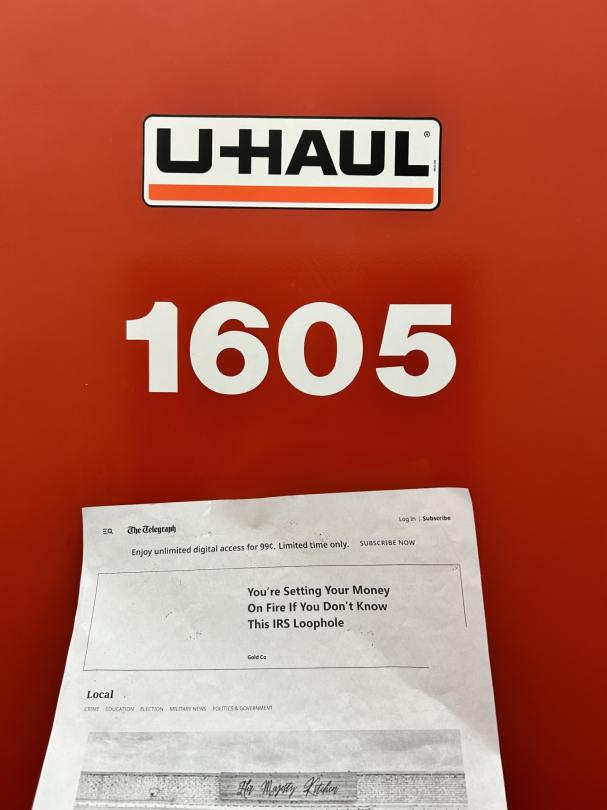 U-HAUL®
1605
The Telegraph
Log In | Subscribe
Enjoy unlimited digital access for 99¢. Limited time only. SUBSCRIBE NOW
You're Setting Your Money
On Fire If You Don't Know
This IRS Loophole
Gold Co
Local
CRIME EDUCATION ELECTION MILITARY NEWS POLITICS & GOVERNMENT
His Majesty Kitchen